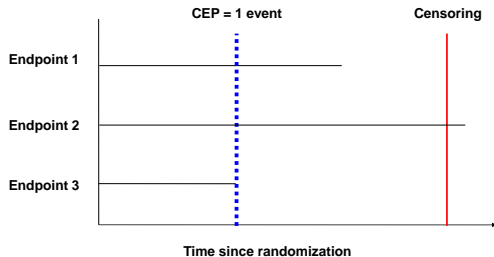 CEP = 1 event
Censoring
Endpoint 1
Endpoint 2
Endpoint 3
Time since randomization